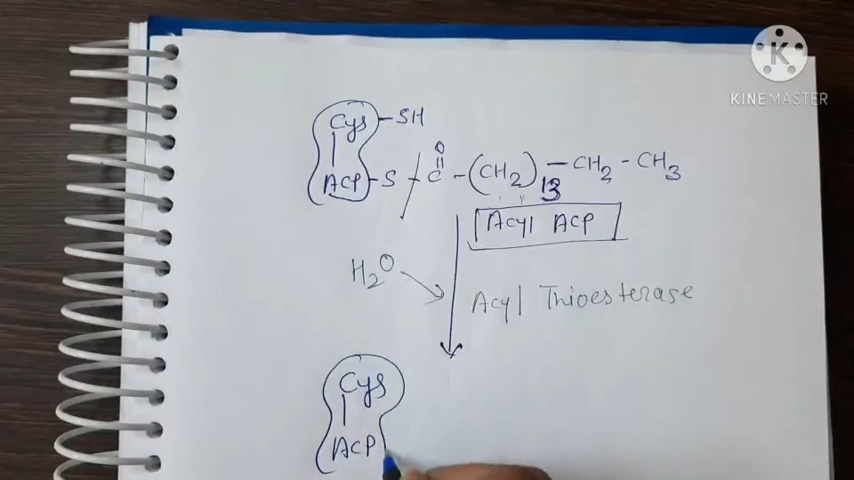 KINEMASTER
Cys-SH
ACP-S-C-(CH2)13-CH2-CH3
O
Acyl ACP
H2O
Acyl Thioesterase
Cys
ACP